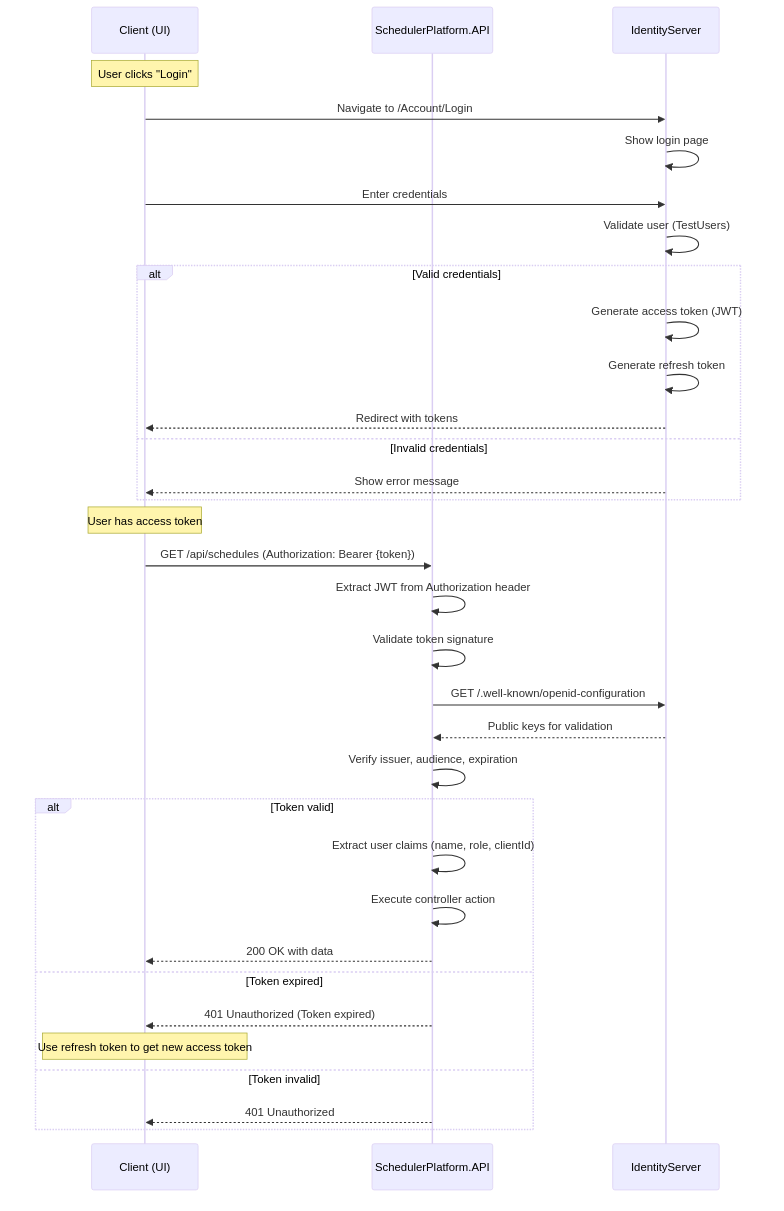 Client (UI)
SchedulerPlatform.API
IdentityServer
User clicks "Login"
Navigate to /Account/Login
Show login page
Enter credentials
Validate user (TestUsers)
alt
[Valid credentials]
Generate access token (JWT)
Generate refresh token
Redirect with tokens
[Invalid credentials]
Show error message
User has access token
GET /api/schedules (Authorization: Bearer {token})
Extract JWT from Authorization header
Validate token signature
GET /.well-known/openid-configuration
Public keys for validation
Verify issuer, audience, expiration
alt
[Token valid]
Extract user claims (name, role, clientId)
Execute controller action
200 OK with data
[Token expired]
401 Unauthorized (Token expired)
Use refresh token to get new access token
[Token invalid]
401 Unauthorized
Client (UI)
SchedulerPlatform.API
IdentityServer